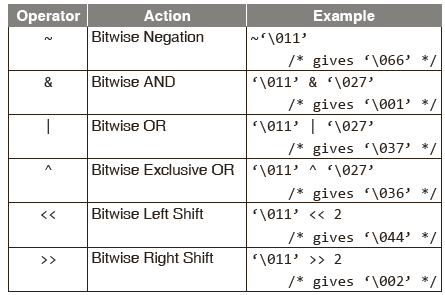 Operator Action Example
~ Bitwise Negation ~‘\011’
/* gives ‘\066’ */
& Bitwise AND ‘\011’ & ‘\027’
/* gives ‘\001’ */
| Bitwise OR ‘\011’ | ‘\027’
/* gives ‘\037’ */
^ Bitwise Exclusive OR ‘\011’ ^ ‘\027’
/* gives ‘\036’ */
<< Bitwise Left Shift ‘\011’ << 2
/* gives ‘\044’ */
>> Bitwise Right Shift ‘\011’ >> 2
/* gives ‘\002’ */